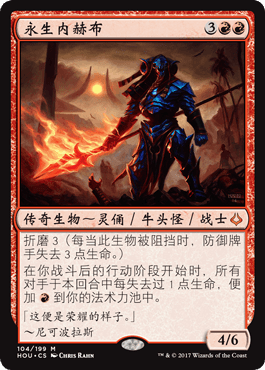 永生内赫布 3
传奇生物～灵俑 / 牛头怪 / 战士
折磨 3（每当此生物被阻挡时，防御牌
手失去 3 点生命。）
在你战斗后的行动阶段开始时，所有
对手于本回合中每失去过 1 点生命，便
加到你的法术力池中。
「这便是荣耀的样子。」
～尼可波拉斯
4/6
104/199 M
HOU • CS CHRIS RAHN
™ & © 2017 Wizards of the Coast